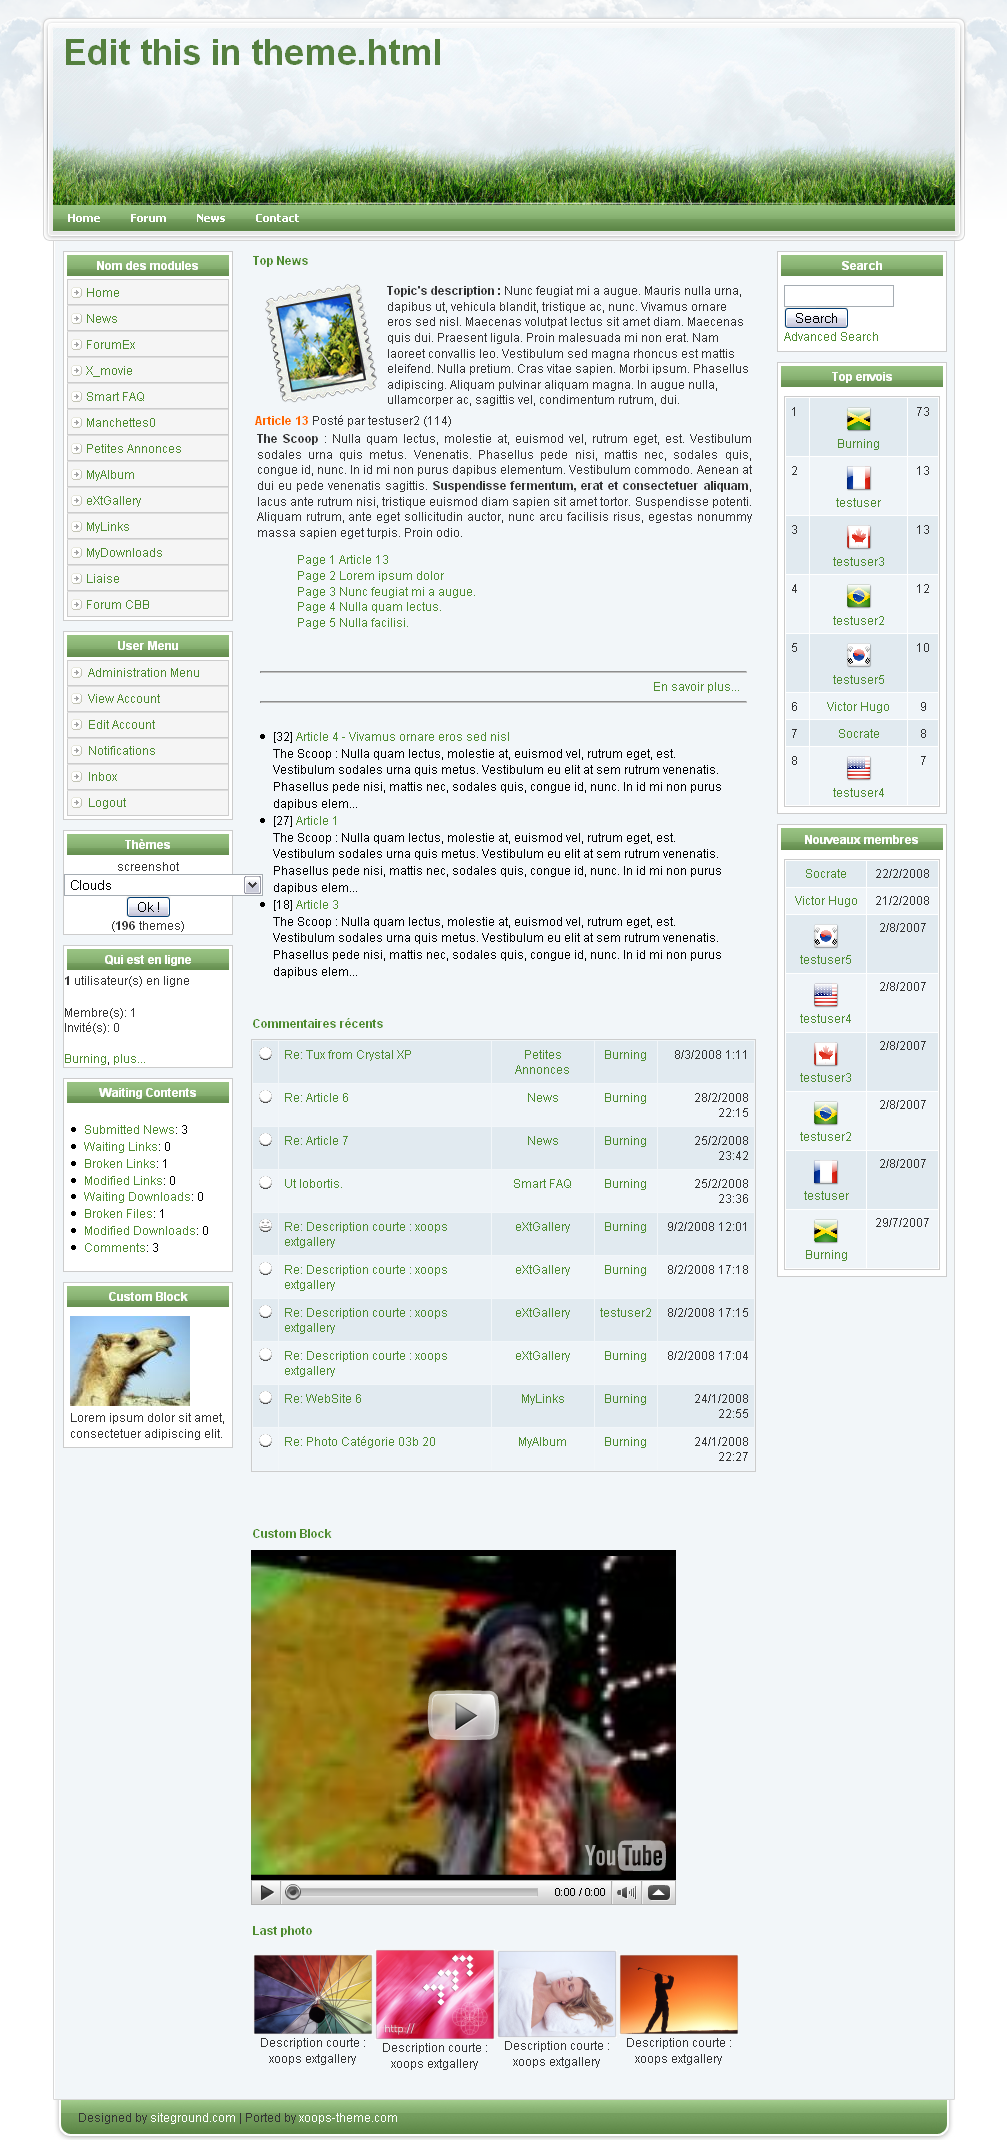 Edit this in theme.html
Home
Forum
News
Contact
Nom des modules
Home
News
ForumEx
X_movie
Smart FAQ
Manchettes0
Petites Annonces
MyAlbum
eXtGallery
MyLinks
MyDownloads
Liaise
Forum CBB
User Menu
Administration Menu
View Account
Edit Account
Notifications
Inbox
Logout
Thèmes
screenshot
Clouds
Ok !
(196 themes)
Qui est en ligne
1 utilisateur(s) en ligne
Membre(s): 1
Invité(s): 0
Burning, plus...
Waiting Contents
Submitted News: 3
Waiting Links: 0
Broken Links: 1
Modified Links: 0
Waiting Downloads: 0
Broken Files: 1
Modified Downloads: 0
Comments: 3
Custom Block
Lorem ipsum dolor sit amet,
consectetuer adipiscing elit.
Top News
Topic's description : Nunc feugiat mi a augue. Mauris nulla urna,
dapibus ut, vehicula blandit, tristique ac, nunc. Vivamus ornare
eros sed nisl. Maecenas volutpat lectus sit amet diam. Maecenas
quis dui. Praesent ligula. Proin malesuada mi non erat. Nam
laoreet convallis leo. Vestibulum sed magna rhoncus est mattis
eleifend. Nulla pretium. Cras vitae sapien. Morbi ipsum. Phasellus
adipiscing. Aliquam pulvinar aliquam magna. In augue nulla,
ullamcorper ac, sagittis vel, condimentum rutrum, dui.
Article 13 Posté par testuser2 (114)
The Scoop : Nulla quam lectus, molestie at, euismod vel, rutrum eget, est. Vestibulum
sodales urna quis metus. Venenatis. Phasellus pede nisi, mattis nec, sodales quis,
congue id, nunc. In id mi non purus dapibus elementum. Vestibulum commodo. Aenean at
dui eu pede venenatis sagittis. Suspendisse fermentum, erat et consectetuer aliquam,
lacus ante rutrum nisi, tristique euismod diam sapien sit amet tortor. Suspendisse potenti.
Aliquam rutrum, ante eget sollicitudin auctor, nunc arcu facilisis risus, egestas nonummy
massa sapien eget turpis. Proin odio.
Page 1 Article 13
Page 2 Lorem ipsum dolor
Page 3 Nunc feugiat mi a augue.
Page 4 Nulla quam lectus.
Page 5 Nulla facilisi.
En savoir plus...
[32] Article 4 - Vivamus ornare eros sed nisl
The Scoop : Nulla quam lectus, molestie at, euismod vel, rutrum eget, est.
Vestibulum sodales urna quis metus. Vestibulum eu elit at sem rutrum venenatis.
Phasellus pede nisi, mattis nec, sodales quis, congue id, nunc. In id mi non purus
dapibus elem...
[27] Article 1
The Scoop : Nulla quam lectus, molestie at, euismod vel, rutrum eget, est.
Vestibulum sodales urna quis metus. Vestibulum eu elit at sem rutrum venenatis.
Phasellus pede nisi, mattis nec, sodales quis, congue id, nunc. In id mi non purus
dapibus elem...
[18] Article 3
The Scoop : Nulla quam lectus, molestie at, euismod vel, rutrum eget, est.
Vestibulum sodales urna quis metus. Vestibulum eu elit at sem rutrum venenatis.
Phasellus pede nisi, mattis nec, sodales quis, congue id, nunc. In id mi non purus
dapibus elem...
Commentaires récents
Re: Tux from Crystal XP Petites Burning 8/3/2008 1:11
Annonces
Re: Article 6 News Burning 28/2/2008
22:15
Re: Article 7 News Burning 25/2/2008
23:42
Ut lobortis. Smart FAQ Burning 25/2/2008
23:36
Re: Description courte : xoops eXtGallery Burning 9/2/2008 12:01
extgallery
Re: Description courte : xoops eXtGallery Burning 8/2/2008 17:18
extgallery
Re: Description courte : xoops eXtGallery testuser2 8/2/2008 17:15
extgallery
Re: Description courte : xoops eXtGallery Burning 8/2/2008 17:04
extgallery
Re: WebSite 6 MyLinks Burning 24/1/2008
22:55
Re: Photo Catégorie 03b 20 MyAlbum Burning 24/1/2008
22:27
Custom Block
YouTube
0:00 / 0:00
Last photo
http://
Description courte :
xoops extgallery
Description courte :
xoops extgallery
Description courte :
xoops extgallery
Description courte :
xoops extgallery
Search
Search
Advanced Search
Top envois
1 73
Burning
2 13
testuser
3 13
testuser3
4 12
testuser2
5 10
testuser5
6 Victor Hugo 9
7 Socrate 8
8 7
testuser4
Nouveaux membres
Socrate 22/2/2008
Victor Hugo 21/2/2008
2/8/2007
testuser5
2/8/2007
testuser4
2/8/2007
testuser3
2/8/2007
testuser2
2/8/2007
testuser
29/7/2007
Burning
Designed by siteground.com | Ported by xoops-theme.com